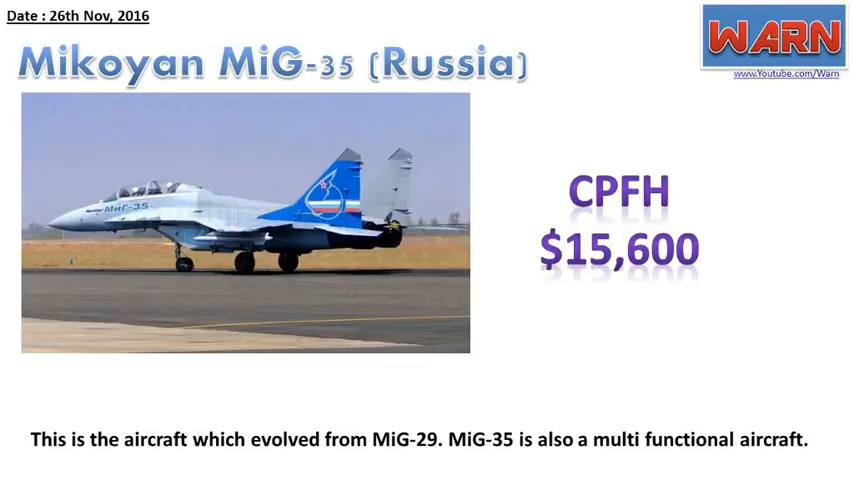 Date : 26th Nov, 2016
WARN
www.Youtube.com/Warn
Mikoyan MiG-35 (Russia)
МиГ-35
CPFH
$15,600
This is the aircraft which evolved from MiG-29. MiG-35 is also a multi functional aircraft.